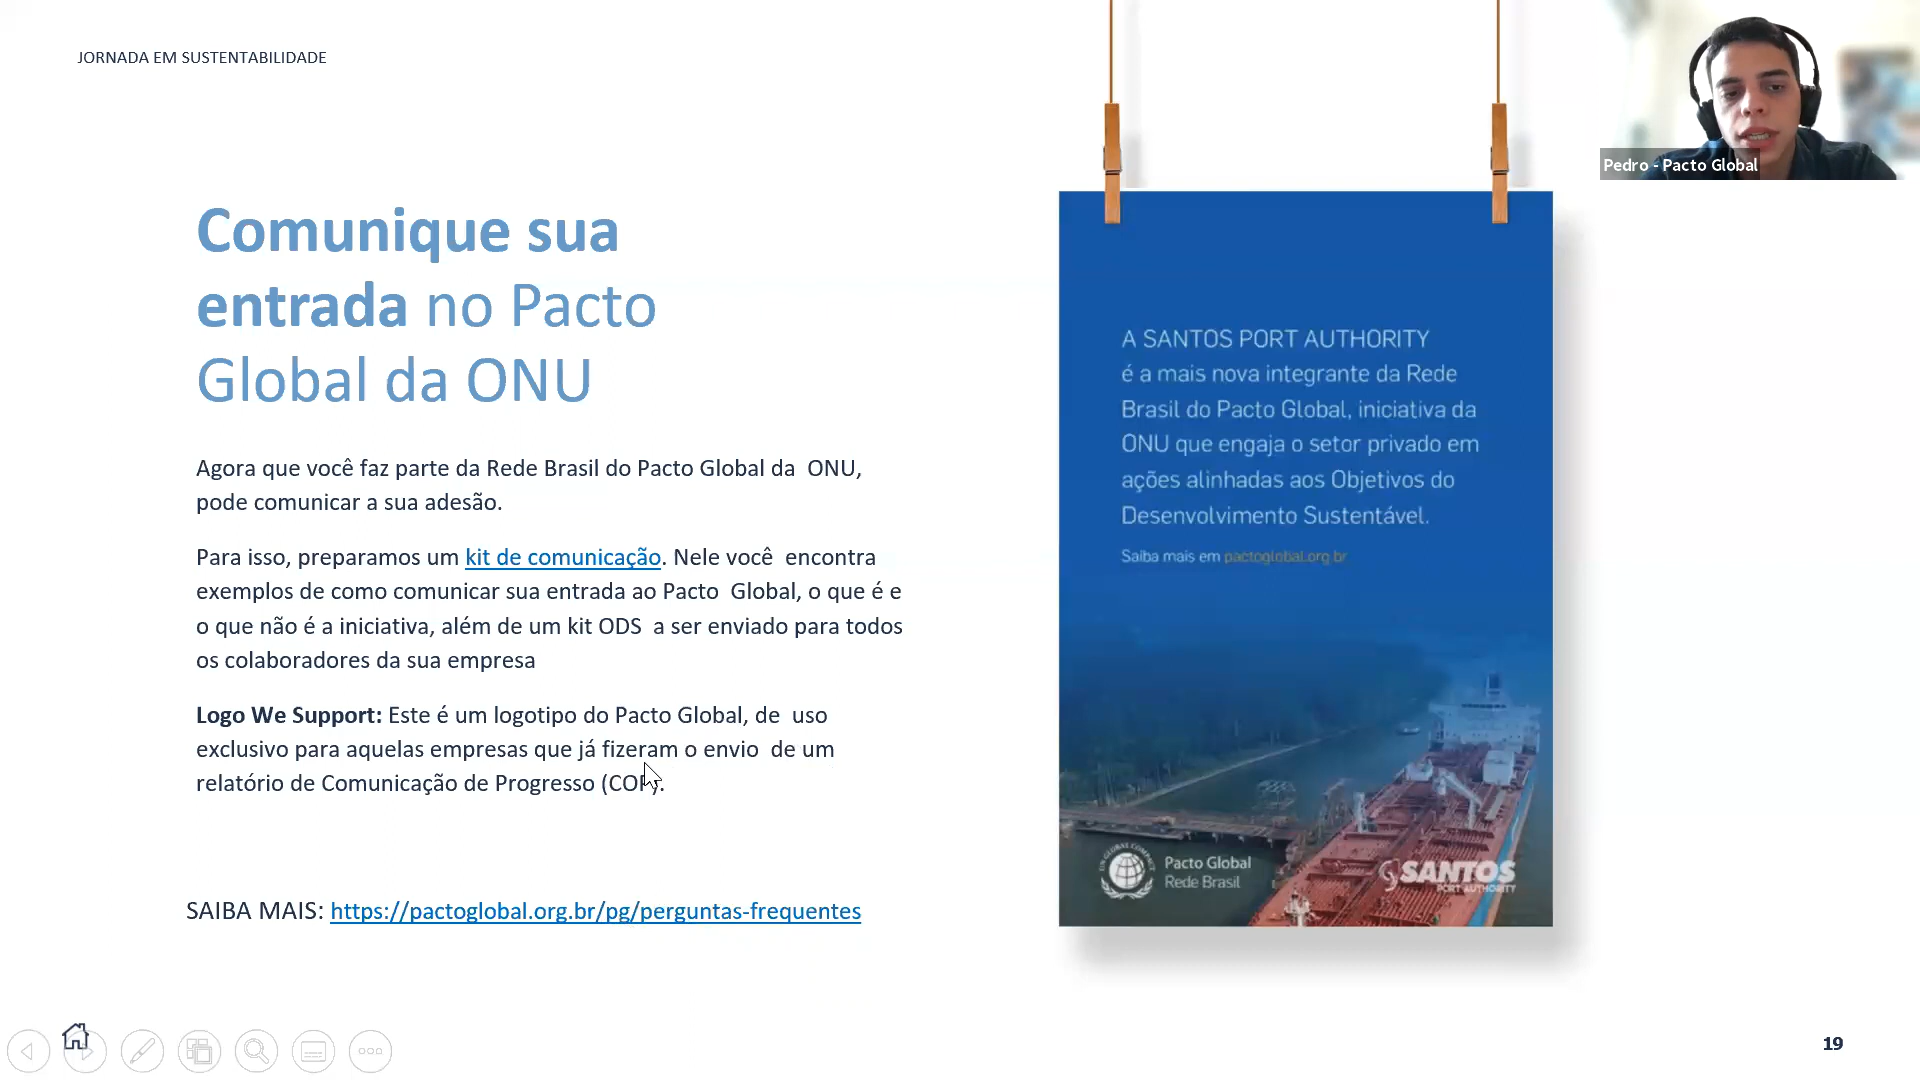 JORNADA EM SUSTENTABILIDADE
Pedro - Pacto Global
Comunique sua
entrada no Pacto
Global da ONU
Agora que você faz parte da Rede Brasil do Pacto Global da ONU,
pode comunicar a sua adesão.
Para isso, preparamos um kit de comunicação. Nele você encontra
exemplos de como comunicar sua entrada ao Pacto Global, o que é e
o que não é a iniciativa, além de um kit ODS a ser enviado para todos
os colaboradores da sua empresa
Logo We Support: Este é um logotipo do Pacto Global, de uso
exclusivo para aquelas empresas que já fizeram o envio de um
relatório de Comunicação de Progresso (COP).
SAIBA MAIS: https://pactoglobal.org.br/pg/perguntas-frequentes
A SANTOS PORT AUTHORITY
é a mais nova integrante da Rede
Brasil do Pacto Global, iniciativa da
ONU que engaja o setor privado em
ações alinhadas aos Objetivos do
Desenvolvimento Sustentável.
Saiba mais em pactoglobal.org.br
UN GLOBAL COMPACT
Pacto Global
Rede Brasil
SANTOS
PORT AUTHORITY
19